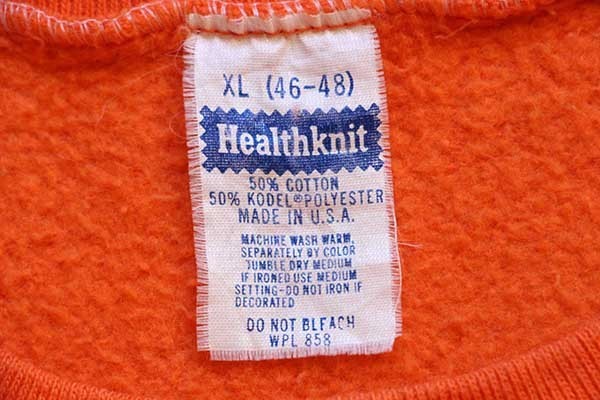 XL (46-48)
Healthknit
50% COTTON
50% KODEL® POLYESTER
MADE IN U.S.A.
MACHINE WASH WARM,
SEPARATELY BY COLOR
TUMBLE DRY MEDIUM
IF IRONED USE MEDIUM
SETTING-DO NOT IRON IF
DECORATED
DO NOT BLEACH
WPL 858